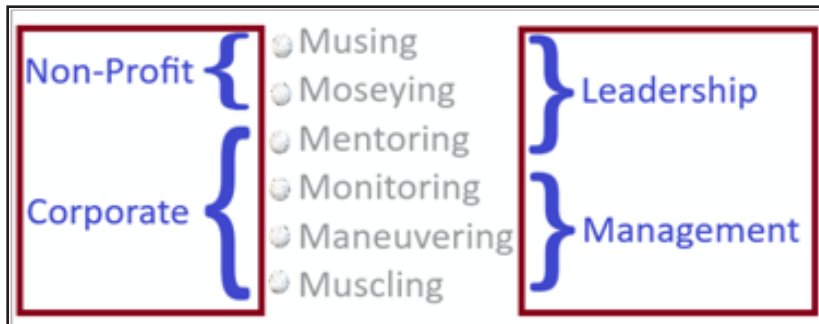 Non-Profit
Corporate
Musing
Moseying
Mentoring
Monitoring
Maneuvering
Muscling
Leadership
Management